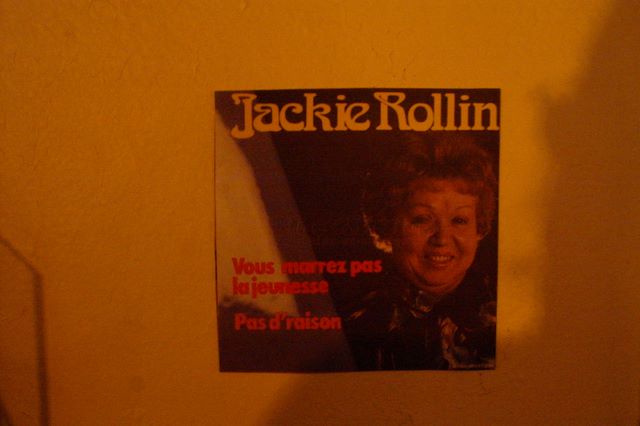 Jackie Rollin
Vous marrez pas
la jeunesse
Pas d'raison